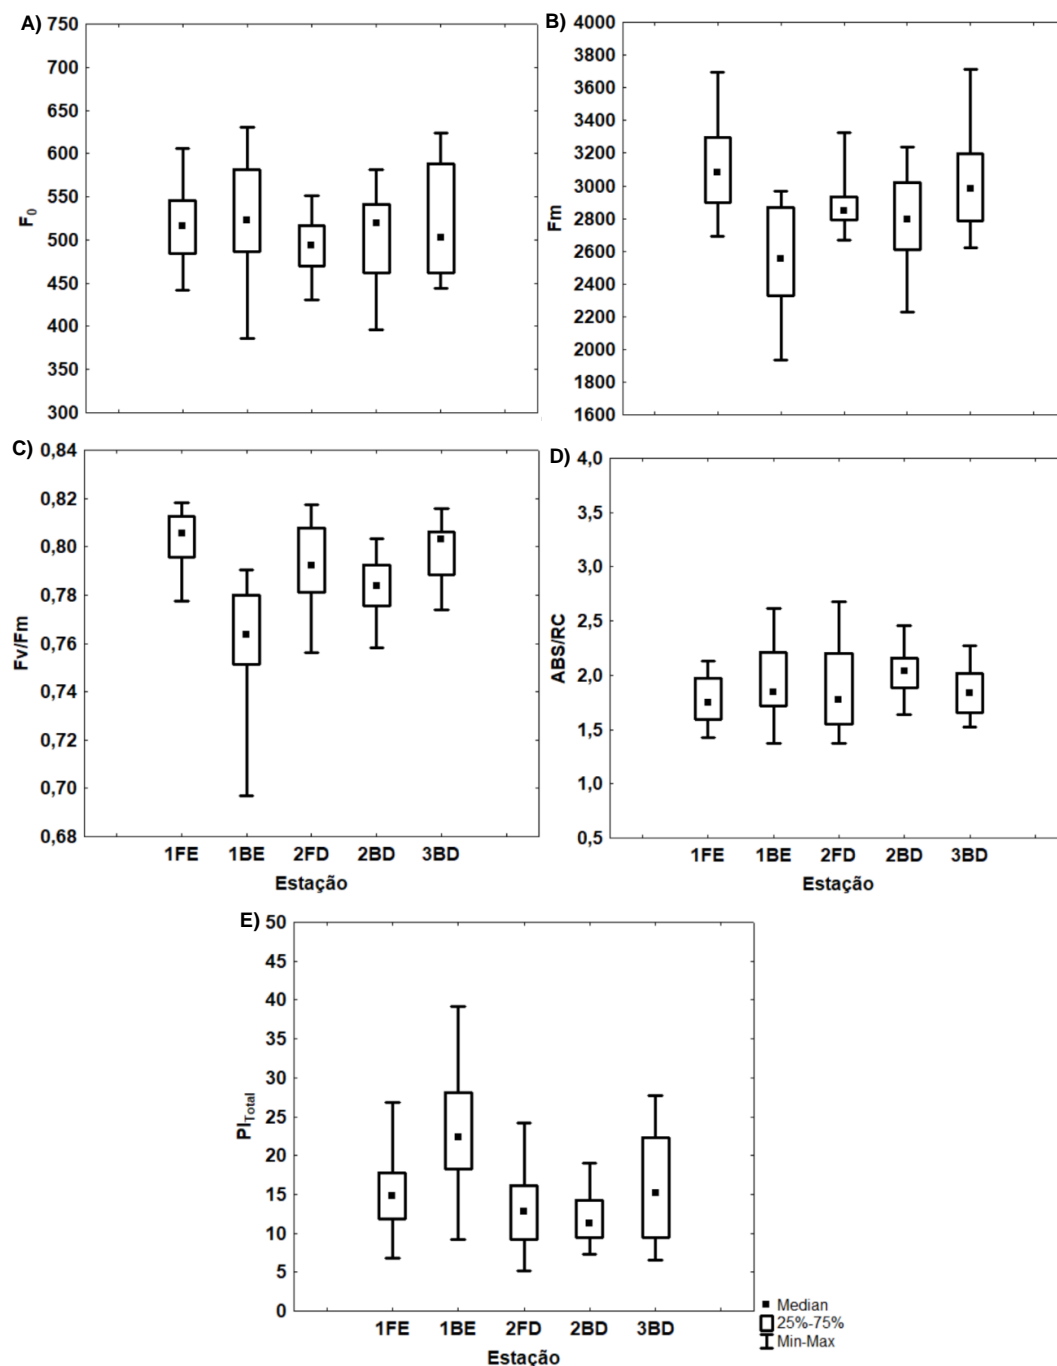 A)
750
700
650
600
550
500
450
400
350
300
F0
B)
4000
3800
3600
3400
3200
3000
2800
2600
2400
2200
2000
1800
1600
Fm
C)
0,84
0,82
0,80
0,78
0,76
0,74
0,72
0,70
0,68
Fv/Fm
1FE 1BE 2FD 2BD 3BD
Estação
D)
4,0
3,5
3,0
2,5
2,0
1,5
1,0
0,5
ABS/RC
1FE 1BE 2FD 2BD 3BD
Estação
E)
50
45
40
35
30
25
20
15
10
5
0
PITotal
1FE 1BE 2FD 2BD 3BD
Estação
Median
25%-75%
Min-Max